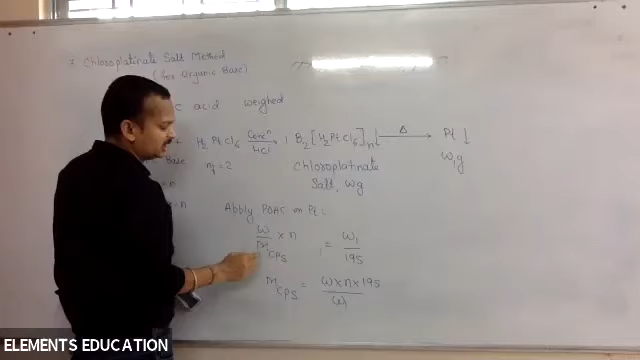 * Chloroplatinate Salt Method
(For Organic Base)
c acid weighed
+ H2PtCl6 Concn HCl → 1 B2[H2PtCl6]n↓ Δ → Pt↓
Base nf = 2 Chloroplatinate W1g
Salt, Wg
Apply POAC on Pt :
W/M CPS × n = W1/195
M CPS = W×n×195/W1
ELEMENTS EDUCATION